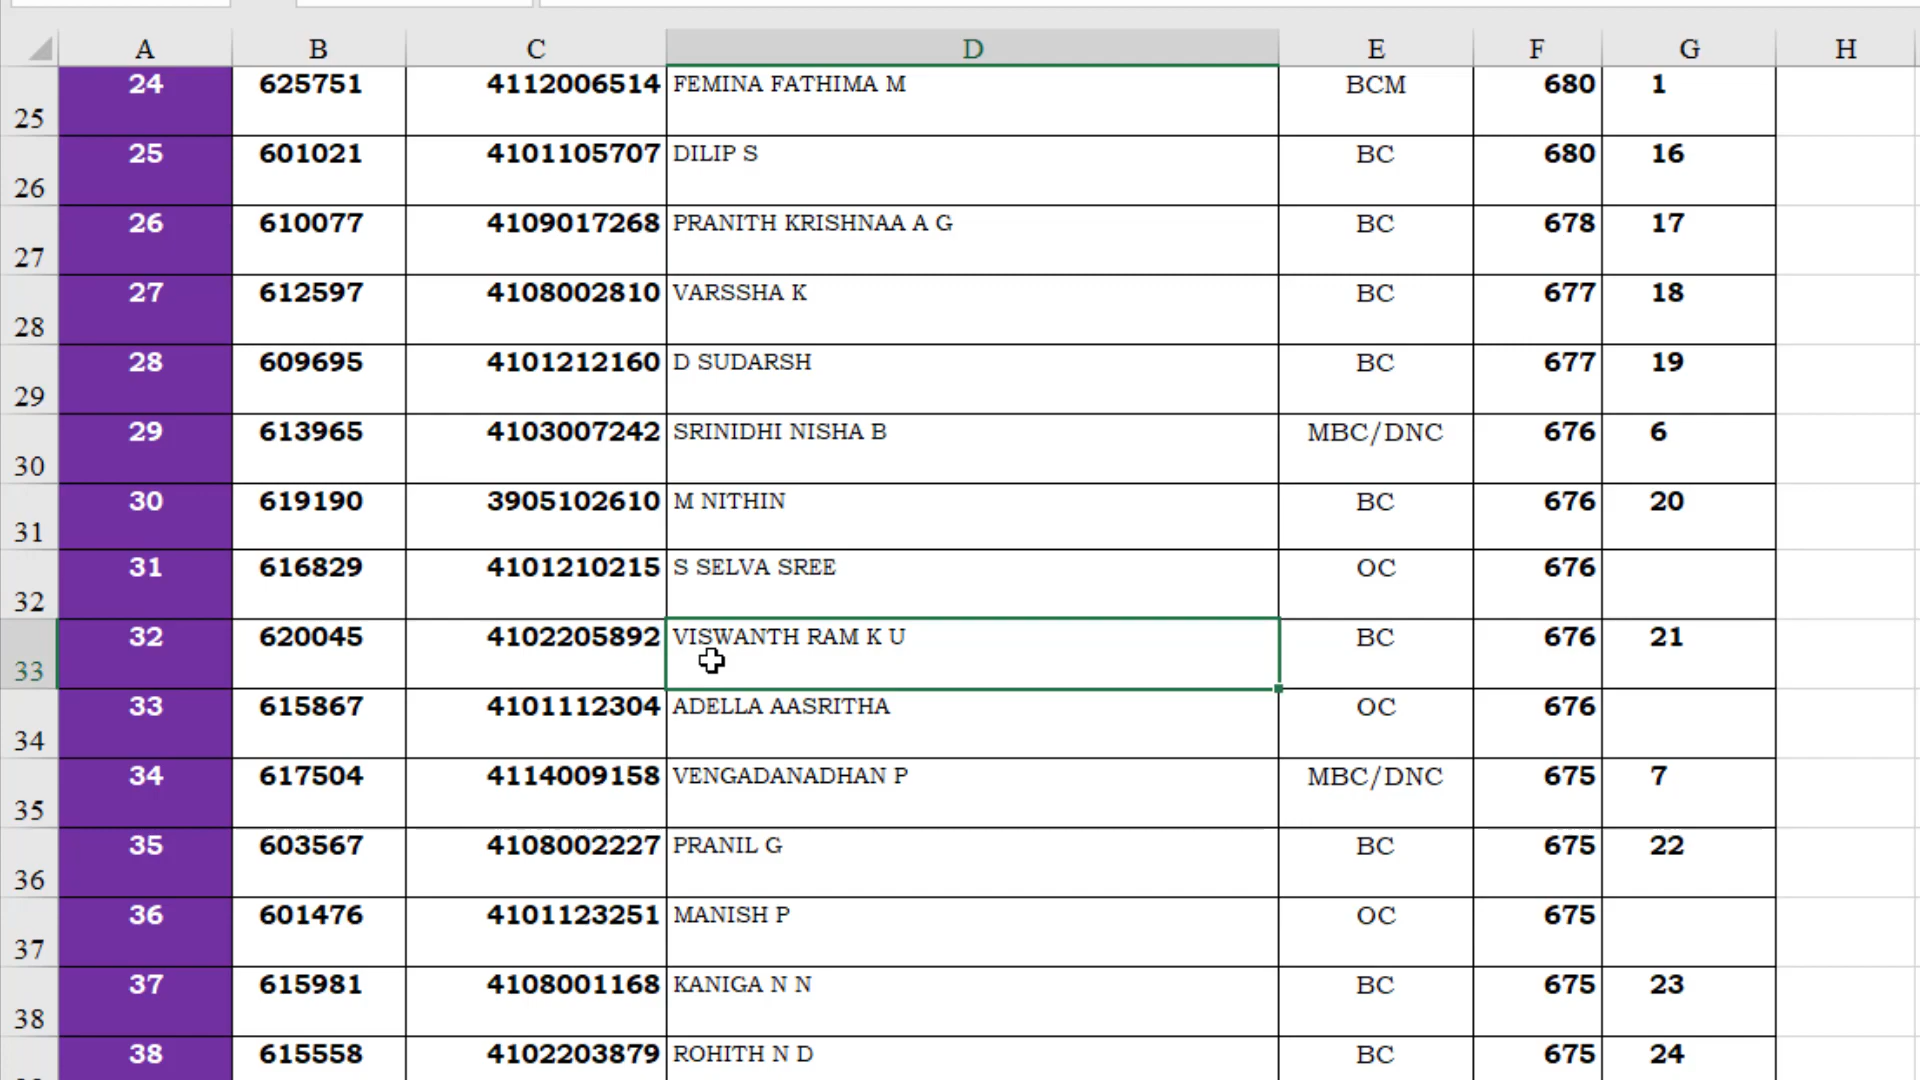 A B C D E F G H
25 24 625751 4112006514 FEMINA FATHIMA M BCM 680 1
26 25 601021 4101105707 DILIP S BC 680 16
27 26 610077 4109017268 PRANITH KRISHNAA A G BC 678 17
28 27 612597 4108002810 VARSSHA K BC 677 18
29 28 609695 4101212160 D SUDARSH BC 677 19
30 29 613965 4103007242 SRINIDHI NISHA B MBC/DNC 676 6
31 30 619190 3905102610 M NITHIN BC 676 20
32 31 616829 4101210215 S SELVA SREE OC 676
33 32 620045 4102205892 VISWANTH RAM K U BC 676 21
34 33 615867 4101112304 ADELLA AASRITHA OC 676
35 34 617504 4114009158 VENGADANADHAN P MBC/DNC 675 7
36 35 603567 4108002227 PRANIL G BC 675 22
37 36 601476 4101123251 MANISH P OC 675
38 37 615981 4108001168 KANIGA N N BC 675 23
38 615558 4102203879 ROHITH N D BC 675 24